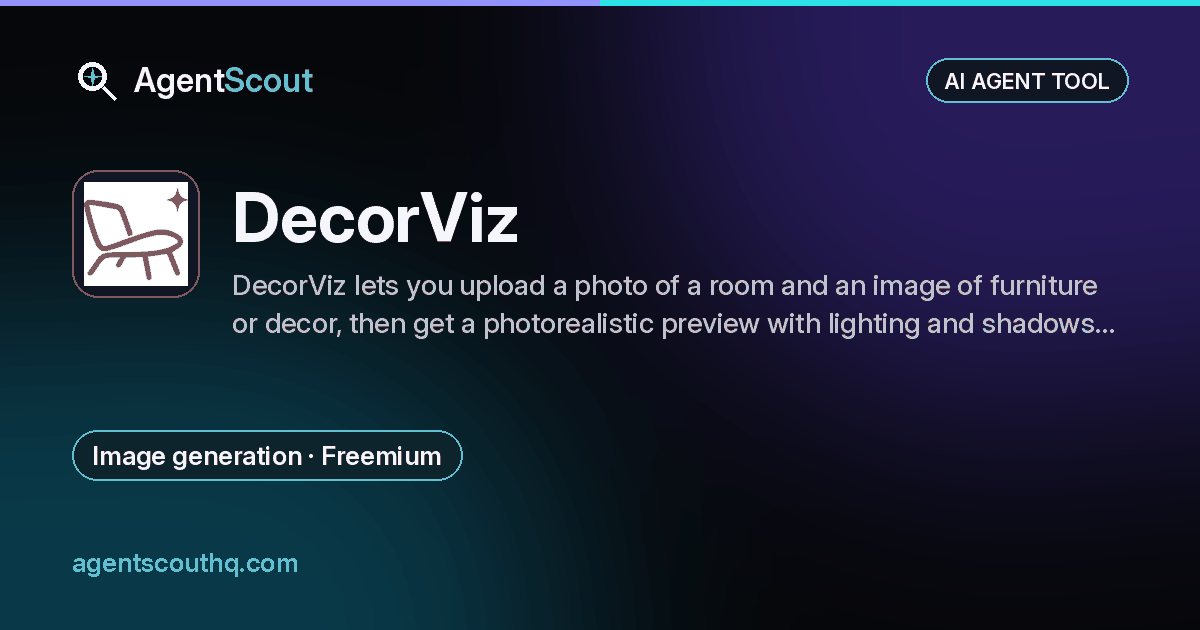 AgentScout
AI AGENT TOOL
DecorViz
DecorViz lets you upload a photo of a room and an image of furniture
or decor, then get a photorealistic preview with lighting and shadows...
Image generation · Freemium
agentscouthq.com